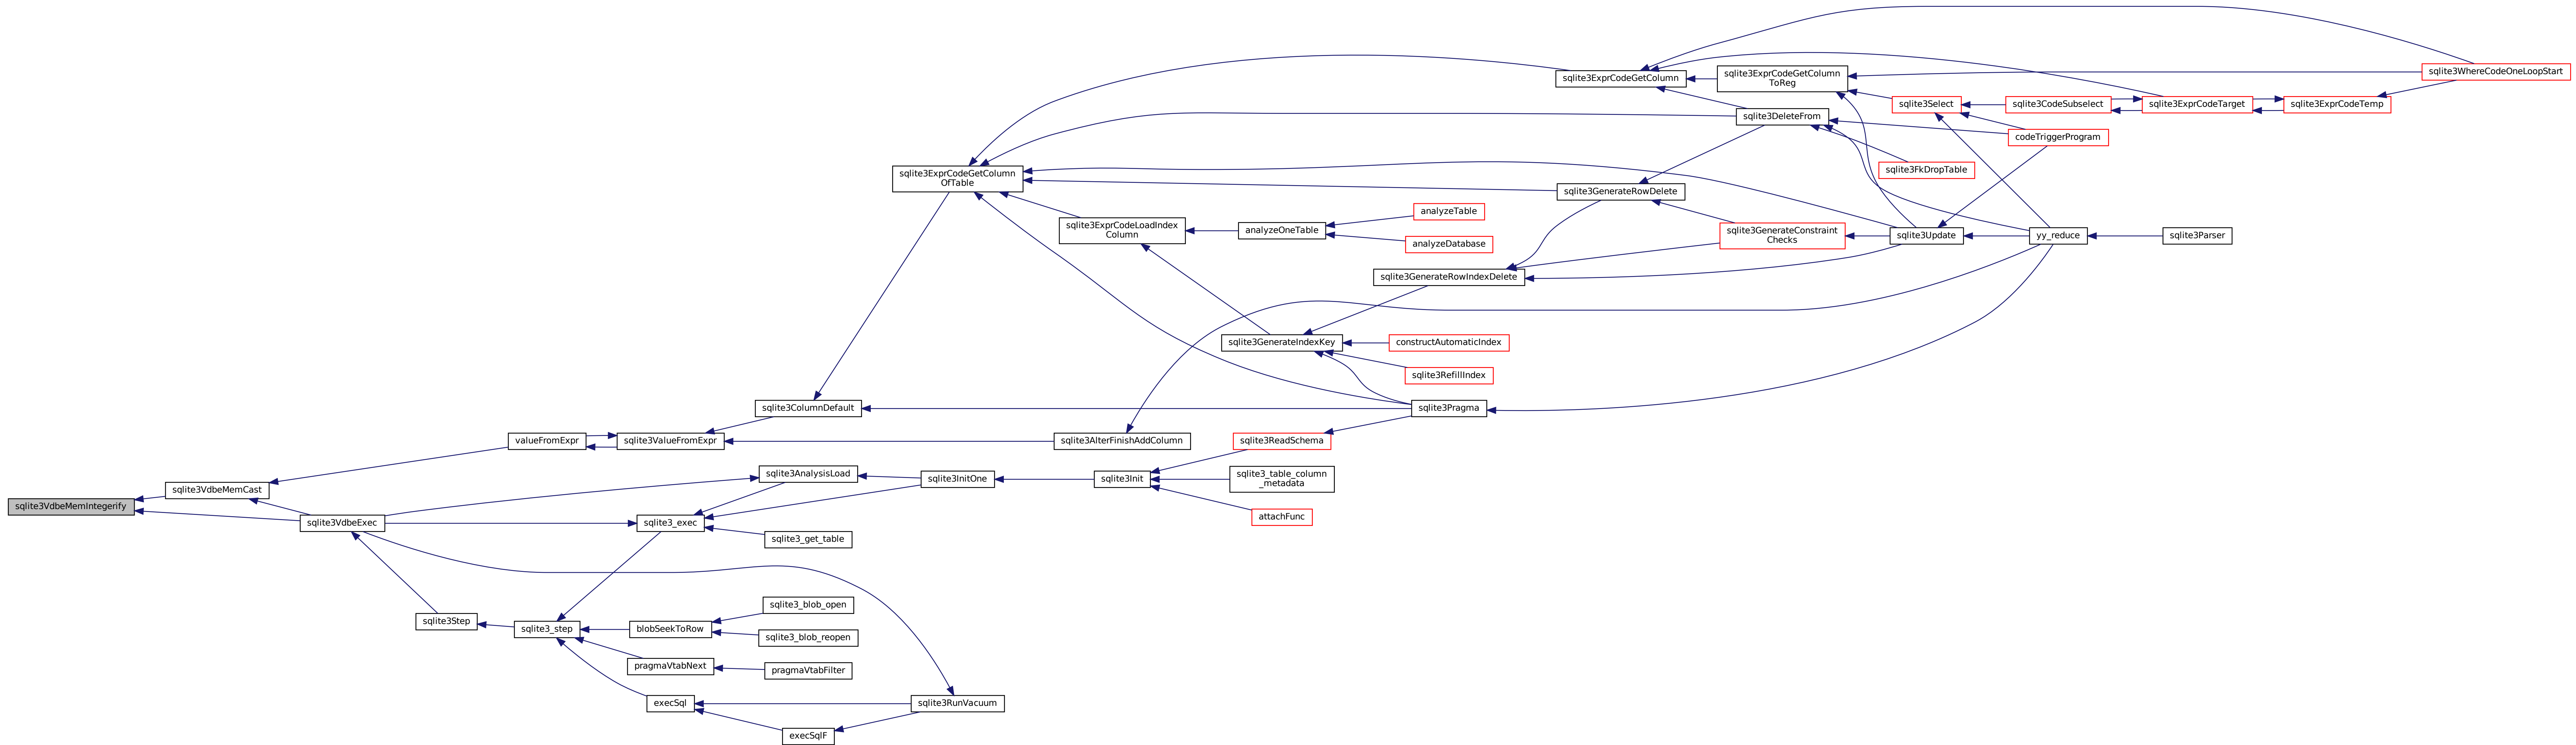 sqlite3VdbeMemIntegerify
sqlite3VdbeMemCast
valueFromExpr
sqlite3ValueFromExpr
sqlite3ColumnDefault
sqlite3ExprCodeGetColumn
OfTable
sqlite3ExprCodeGetColumn
sqlite3ExprCodeGetColumn
ToReg
sqlite3Select
sqlite3CodeSubselect
sqlite3ExprCodeTarget
sqlite3ExprCodeTemp
sqlite3WhereCodeOneLoopStart
sqlite3DeleteFrom
codeTriggerProgram
sqlite3FkDropTable
sqlite3GenerateRowDelete
sqlite3GenerateConstraint
Checks
sqlite3Update
yy_reduce
sqlite3Parser
sqlite3ExprCodeLoadIndex
Column
analyzeOneTable
analyzeTable
analyzeDatabase
sqlite3GenerateRowIndexDelete
sqlite3GenerateIndexKey
constructAutomaticIndex
sqlite3RefillIndex
sqlite3Pragma
sqlite3AlterFinishAddColumn
sqlite3ReadSchema
sqlite3VdbeExec
sqlite3AnalysisLoad
sqlite3InitOne
sqlite3Init
sqlite3_table_column
_metadata
attachFunc
sqlite3_exec
sqlite3_get_table
sqlite3Step
sqlite3_step
blobSeekToRow
sqlite3_blob_open
sqlite3_blob_reopen
pragmaVtabNext
pragmaVtabFilter
execSql
sqlite3RunVacuum
execSqlF